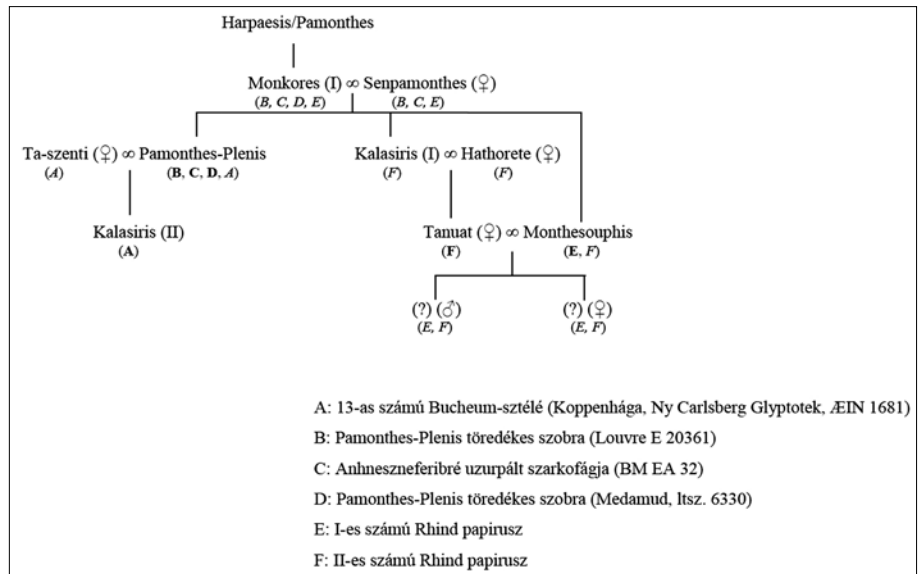 Harpaesis/Pamonthes
Monkores (I) ∞ Senpamonthes (♀)
(B, C, D, E) (B, C, E)
Ta-szenti (♀) ∞ Pamonthes-Plenis Kalasiris (I) ∞ Hathorete (♀)
(A) (B, C, D, A) (F) (F)
Kalasiris (II) Tanuat (♀) ∞ Monthesouphis
(A) (F) (E, F)
(?) (♂) (?) (♀)
(E, F) (E, F)
A: 13-as számú Bucheum-sztélé (Koppenhága, Ny Carlsberg Glyptotek, ÆIN 1681)
B: Pamonthes-Plenis töredékes szobra (Louvre E 20361)
C: Anhneszneferibré uzurpált szarkofágja (BM EA 32)
D: Pamonthes-Plenis töredékes szobra (Medamud, ltsz. 6330)
E: I-es számú Rhind papirusz
F: II-es számú Rhind papirusz